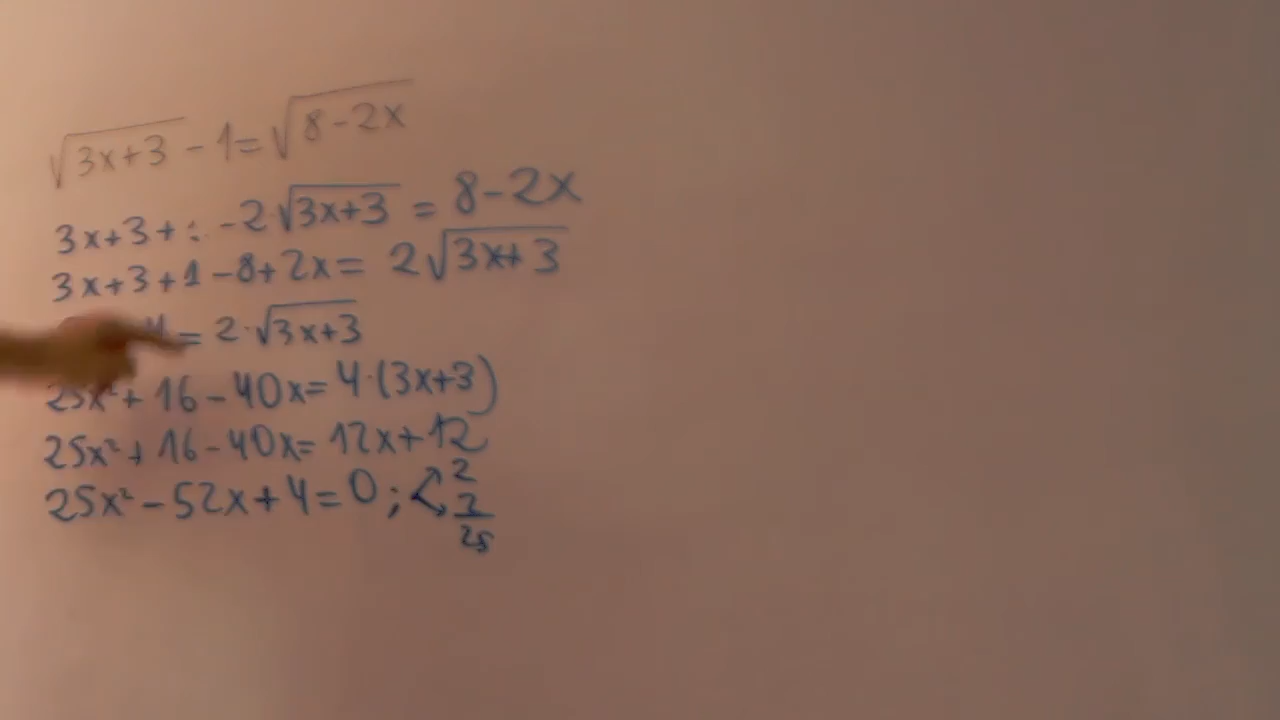 √3x+3 - 1 = √8-2x
3x+3+ -2·√3x+3 = 8-2x
3x+3+1-8+2x= 2√3x+3
4 = 2·√3x+3
25x²+16-40x=4·(3x+3)
25x²+16-40x=12x+12
25x²-52x+4=0; < 2
2/25